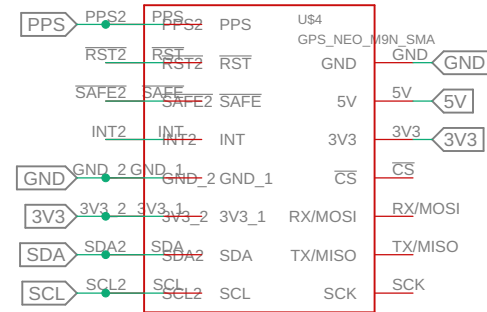 U$4
GPS_NEO_M9N_SMA
PPS PPS2 PPS PPS2 PPS
RST2 RST RST2 RST GND GND GND
SAFE2 SAFE SAFE2 SAFE 5V 5V 5V
INT2 INT INT2 INT 3V3 3V3 3V3
GND GND_2 GND_1 GND_2 GND_1 CS CS
3V3 3V3_2 3V3_1 3V3_2 3V3_1 RX/MOSI RX/MOSI
SDA SDA2 SDA SDA2 SDA TX/MISO TX/MISO
SCL SCL2 SCL SCL2 SCL SCK SCK